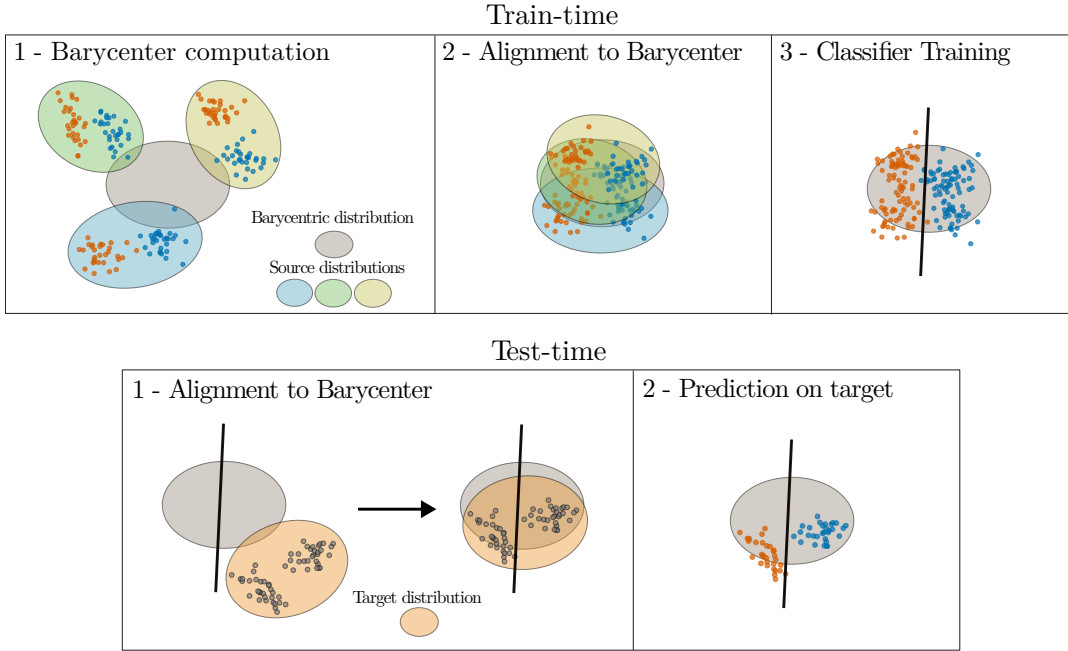 Train-time
1 - Barycenter computation
2 - Alignment to Barycenter
3 - Classifier Training
Barycentric distribution
Source distributions
Test-time
1 - Alignment to Barycenter
2 - Prediction on target
Target distribution